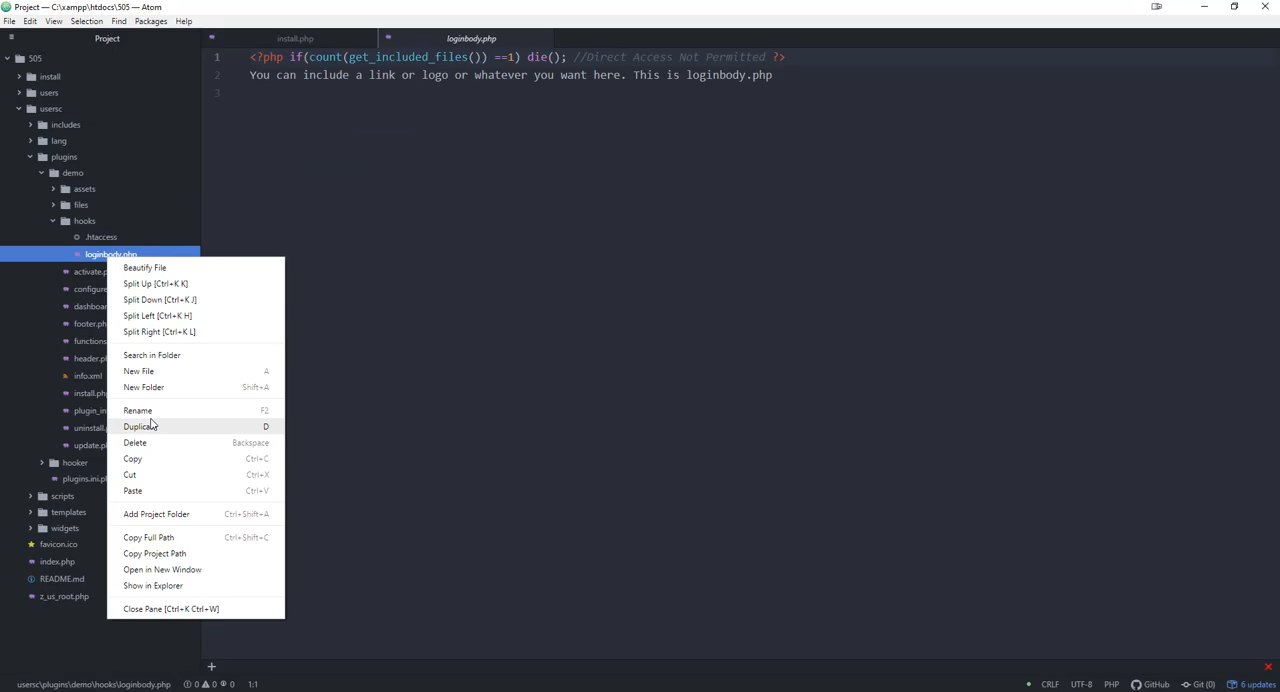 Project — C:\xampp\htdocs\505 — Atom
File Edit View Selection Find Packages Help
Project
install.php
loginbody.php
505
install
users
usersc
includes
lang
plugins
demo
assets
files
hooks
.htaccess
loginbody.php
activate.p
configure
dashboar
footer.ph
functions
header.pl
info.xml
install.php
plugin_in
uninstall.
update.pl
hooker
plugins.ini.pl
scripts
templates
widgets
favicon.ico
index.php
README.md
z_us_root.php
1 <?php if(count(get_included_files()) ==1) die(); //Direct Access Not Permitted ?>
2 You can include a link or logo or whatever you want here. This is loginbody.php
3
Beautify File
Split Up [Ctrl+K K]
Split Down [Ctrl+K J]
Split Left [Ctrl+K H]
Split Right [Ctrl+K L]
Search in Folder
New File A
New Folder Shift+A
Rename F2
Duplicate D
Delete Backspace
Copy Ctrl+C
Cut Ctrl+X
Paste Ctrl+V
Add Project Folder Ctrl+Shift+A
Copy Full Path Ctrl+Shift+C
Copy Project Path
Open in New Window
Show in Explorer
Close Pane [Ctrl+K Ctrl+W]
usersc\plugins\demo\hooks\loginbody.php 0 0 0 1:1
CRLF UTF-8 PHP GitHub Git (0) 6 updates